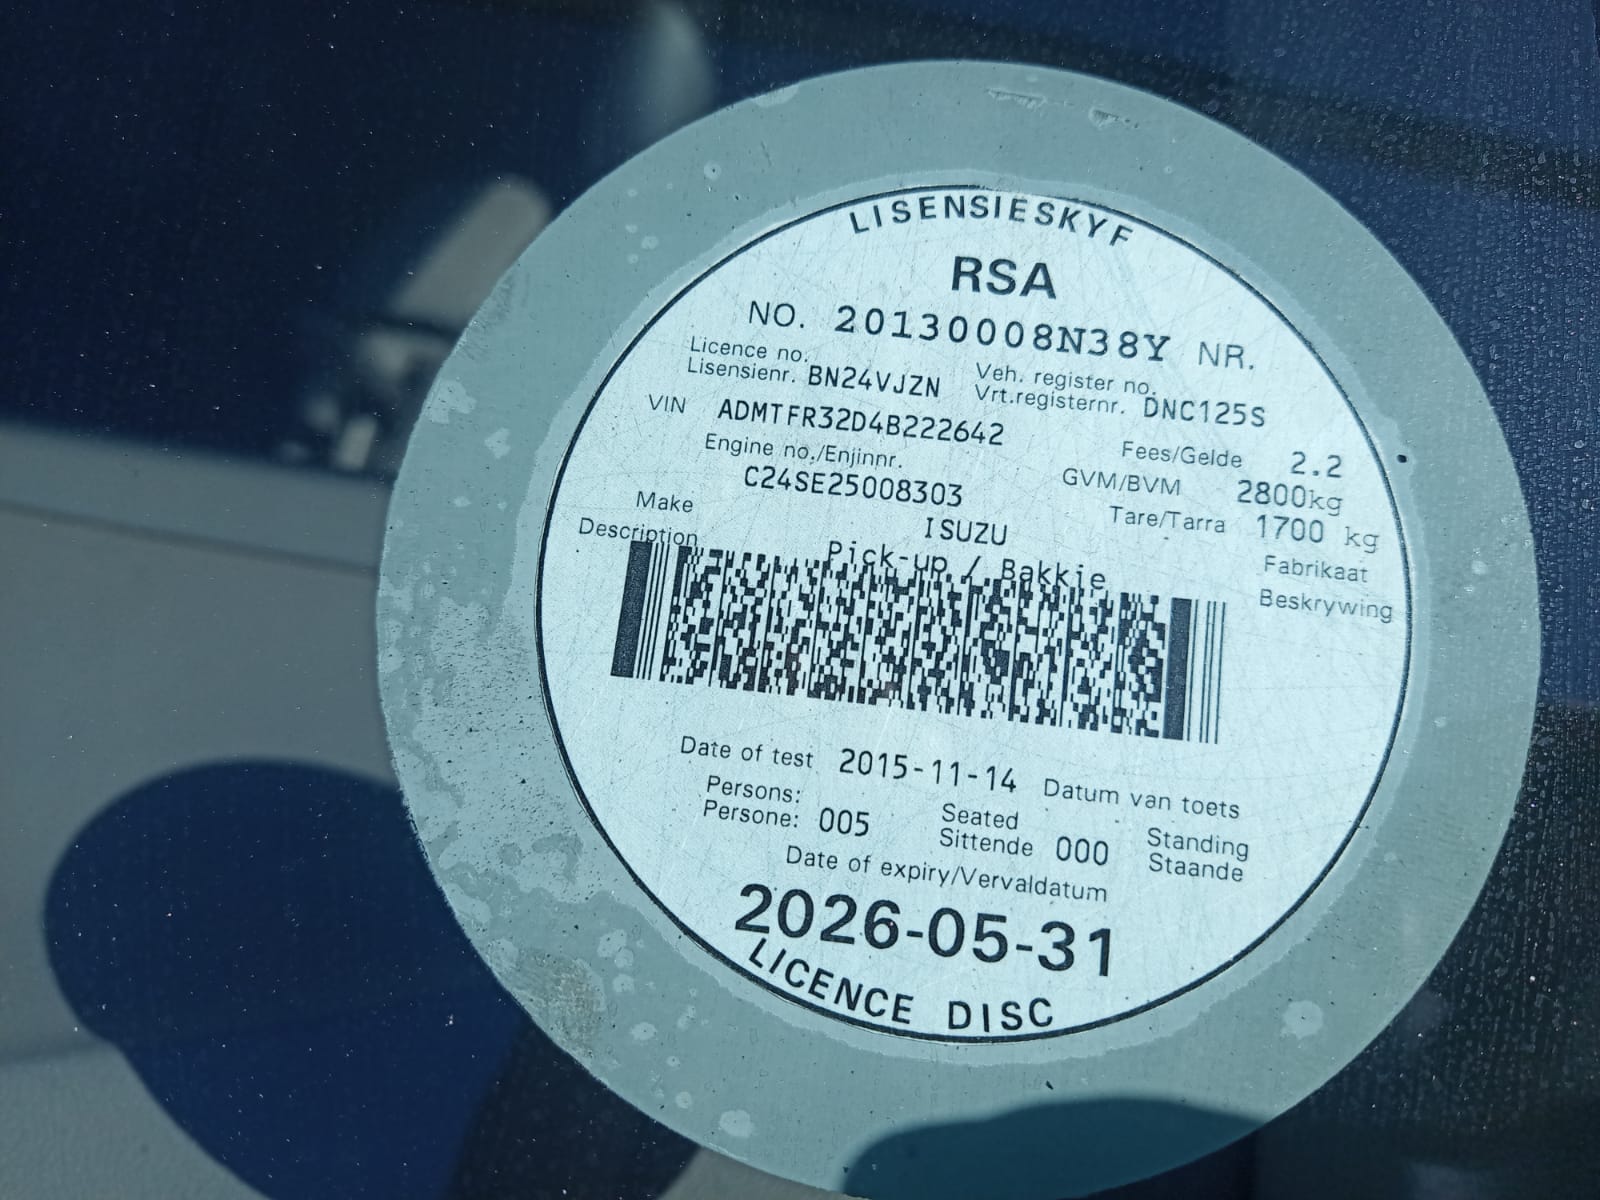 LISENSIESKYF
RSA
NO. 20130008N38Y NR.
Licence no. Veh. register no.
Lisensienr. BN24VJZN Vrt.registernr. DNC125S
VIN ADMTFR32D4B222642
Engine no./Enjinnr. Fees/Gelde 2.2
C24SE25008303 GVM/BVM 2800kg
Make ISUZU Tare/Tarra 1700 kg
Fabrikaat
Description Pick-up / Bakkie Beskrywing
Date of test 2015-11-14 Datum van toets
Persons: Seated Standing
Persone: 005 Sittende 000 Staande
Date of expiry/Vervaldatum
2026-05-31
LICENCE DISC